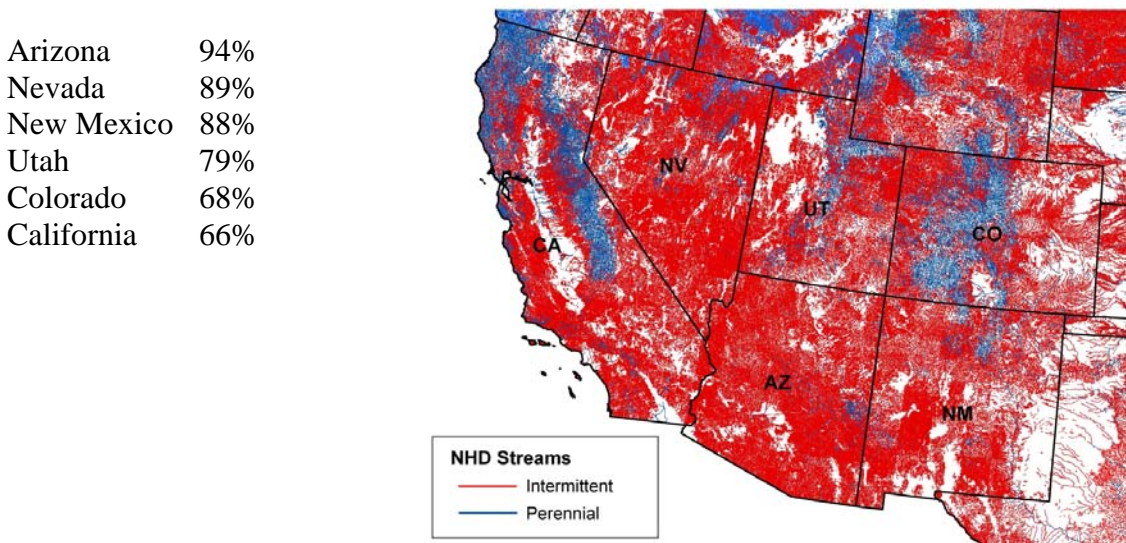 Arizona 94%
Nevada 89%
New Mexico 88%
Utah 79%
Colorado 68%
California 66%
NV
UT
CO
CA
AZ
NM
NHD Streams
Intermittent
Perennial